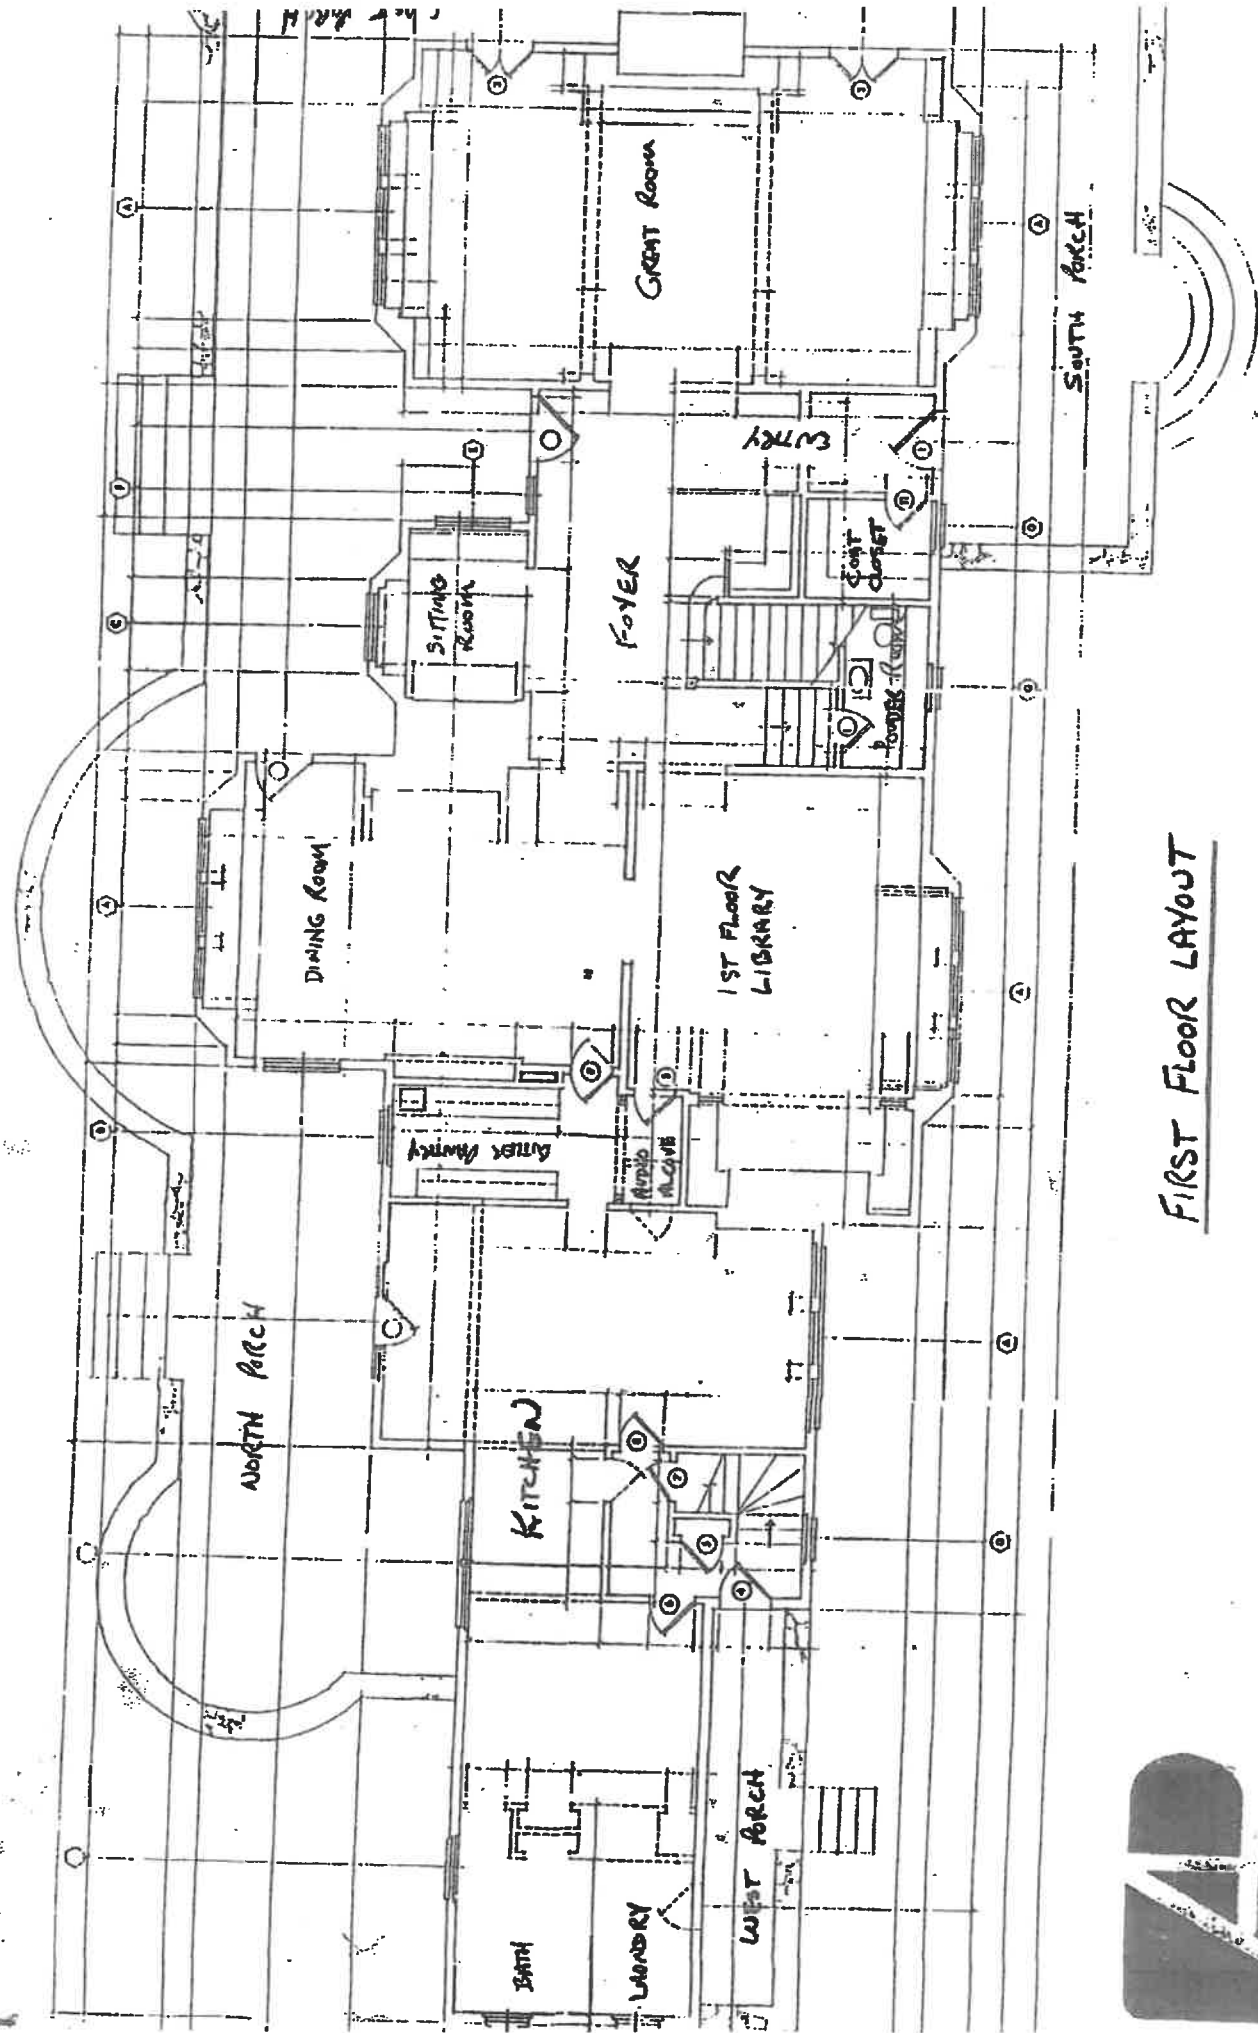 GREAT ROOM
SOUTH PORCH
ENTRY
COAT
CLOSET
SITTING
ROOM
FOYER
POWDER ROOM
DINING ROOM
1ST FLOOR
LIBRARY
BUTLER PANTRY
AUDIO
ALCOVE
NORTH PORCH
KITCHEN
WEST PORCH
BATH
LAUNDRY
FIRST FLOOR LAYOUT